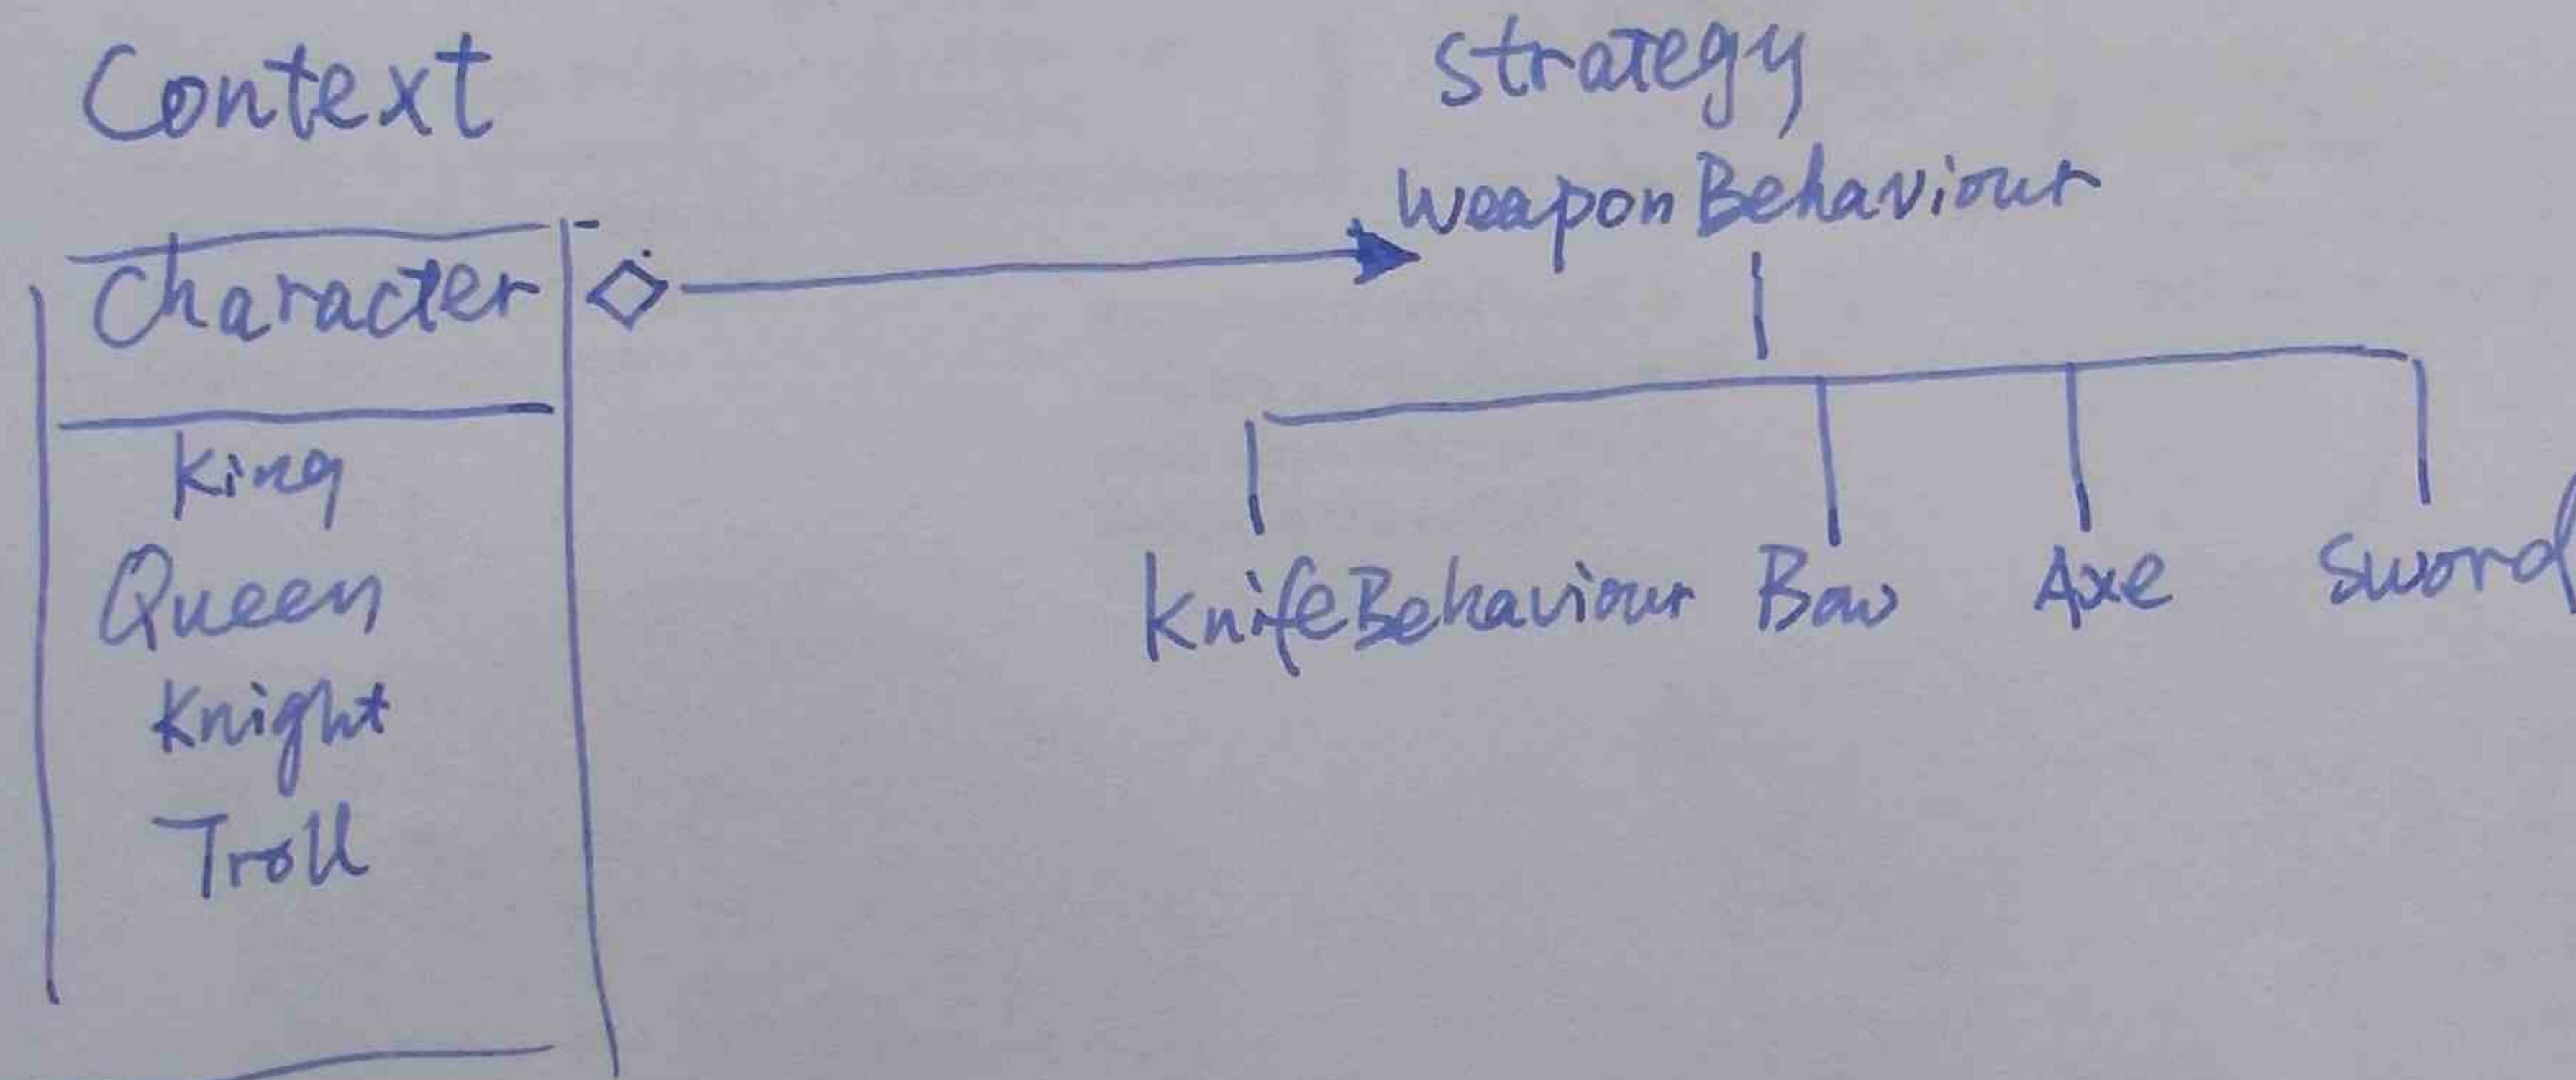 Context
Character
King
Queen
Knight
Troll
Strategy
weaponBehaviour
KnifeBehaviour Bow Axe Sword